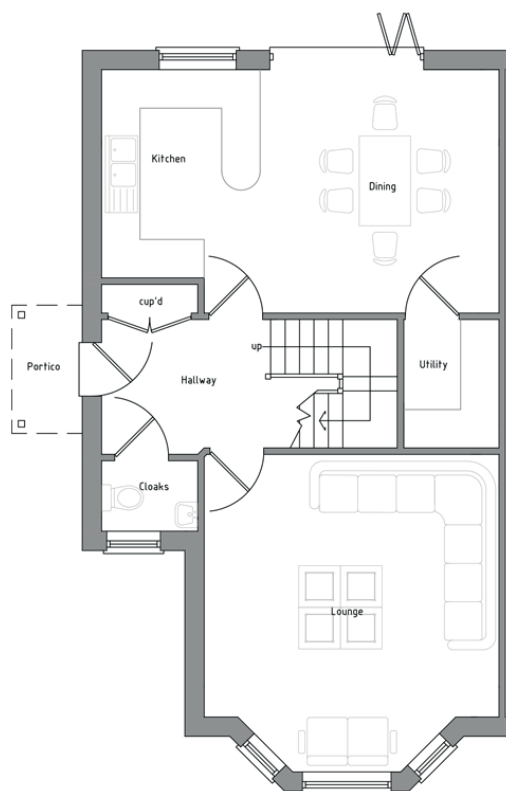 Kitchen
Dining
cup'd
Portico
up
Hallway
Utility
Cloaks
Lounge